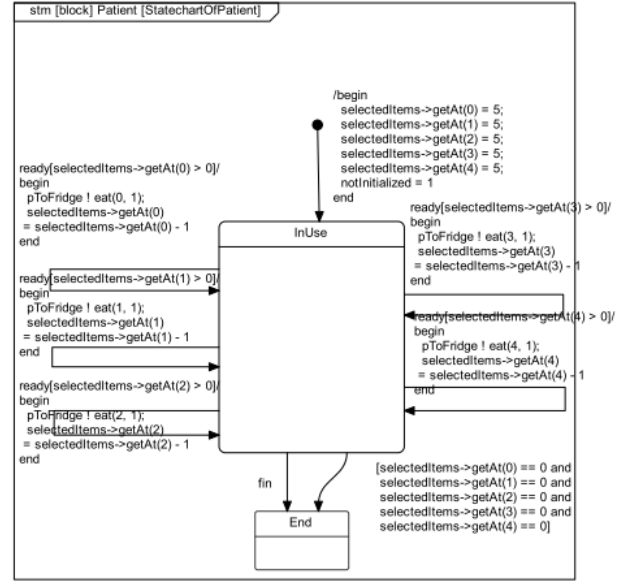 stm [block] Patient [StatechartOfPatient]
/begin
selectedItems->getAt(0) = 5;
selectedItems->getAt(1) = 5;
selectedItems->getAt(2) = 5;
selectedItems->getAt(3) = 5;
selectedItems->getAt(4) = 5;
notInitialized = 1
end
ready[selectedItems->getAt(0) > 0]/
begin
pToFridge ! eat(0, 1);
selectedItems->getAt(0)
= selectedItems->getAt(0) - 1
end
ready[selectedItems->getAt(3) > 0]/
begin
pToFridge ! eat(3, 1);
selectedItems->getAt(3)
= selectedItems->getAt(3) - 1
end
InUse
ready[selectedItems->getAt(1) > 0]/
begin
pToFridge ! eat(1, 1);
selectedItems->getAt(1)
= selectedItems->getAt(1) - 1
end
ready[selectedItems->getAt(4) > 0]/
begin
pToFridge ! eat(4, 1);
selectedItems->getAt(4)
= selectedItems->getAt(4) - 1
end
ready[selectedItems->getAt(2) > 0]/
begin
pToFridge ! eat(2, 1);
selectedItems->getAt(2)
= selectedItems->getAt(2) - 1
end
fin
[selectedItems->getAt(0) == 0 and
selectedItems->getAt(1) == 0 and
selectedItems->getAt(2) == 0 and
selectedItems->getAt(3) == 0 and
selectedItems->getAt(4) == 0]
End